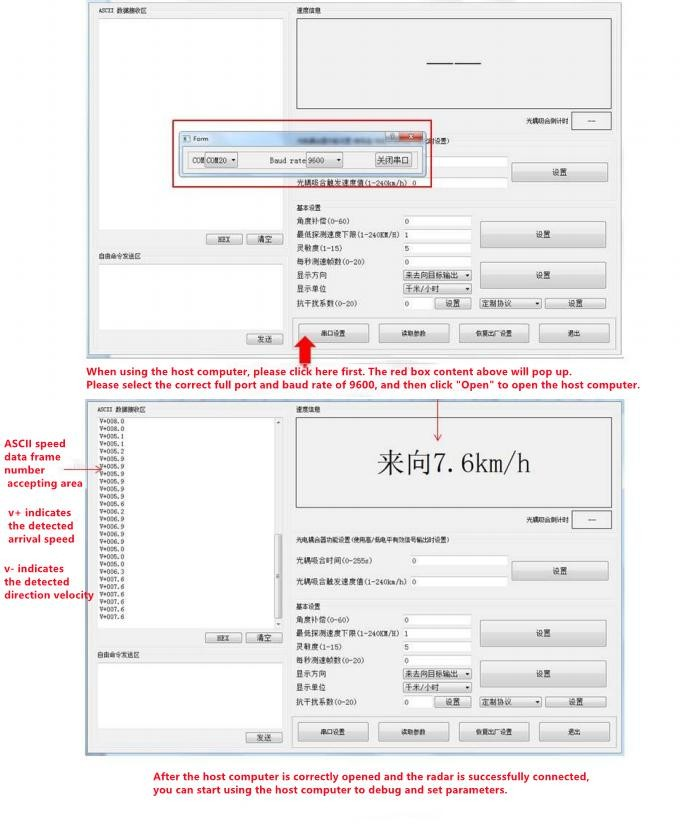 ASCII 数据接收区
速度信息
光耦吸合倒计时
--
Form
COM COM20
Baud rate 9600
关闭串口
光耦吸合触发速度值(1-240km/h) 0
设置
基本设置
角度补偿(0-60) 0
最低探测速度下限(1-240KM/H) 1
设置
灵敏度(1-15) 5
每秒测速帧数(0-20) 0
显示方向 来去向目标输出
设置
显示单位 千米/小时
抗干扰系数(0-20) 0 设置 定制协议 设置
HEX 清空
自由命令发送区
发送
串口设置 读取参数 恢复出厂设置 退出
When using the host computer, please click here first. The red box content above will pop up.
Please select the correct full port and baud rate of 9600, and then click "Open" to open the host computer.
ASCII 数据接收区
速度信息
V+008.0
V+008.0
V+005.1
V+005.1
V+005.2
V+005.9
V+005.9
V+005.9
V+005.9
V+005.9
V+005.9
V+005.6
V+006.2
V+006.9
V+006.9
V+006.9
V+006.9
V+005.0
V+005.0
V+005.0
V+006.3
V+007.6
V+007.6
V+007.6
V+007.6
V+007.6
V+007.6
ASCII speed
data frame
number
accepting area
v+ indicates
the detected
arrival speed
v- indicates
the detected
direction velocity
来向7.6km/h
光耦吸合倒计时
--
光电耦合器功能设置(使用高/低电平有效信号输出时设置)
光耦吸合时间(0-255s) 0
设置
光耦吸合触发速度值(1-240km/h) 0
基本设置
角度补偿(0-60) 0
最低探测速度下限(1-240KM/H) 1
设置
灵敏度(1-15) 5
每秒测速帧数(0-20) 0
显示方向 来去向目标输出
设置
显示单位 千米/小时
抗干扰系数(0-20) 0 设置 定制协议 设置
HEX 清空
自由命令发送区
发送
串口设置 读取参数 恢复出厂设置 退出
After the host computer is correctly opened and the radar is successfully connected,
you can start using the host computer to debug and set parameters.